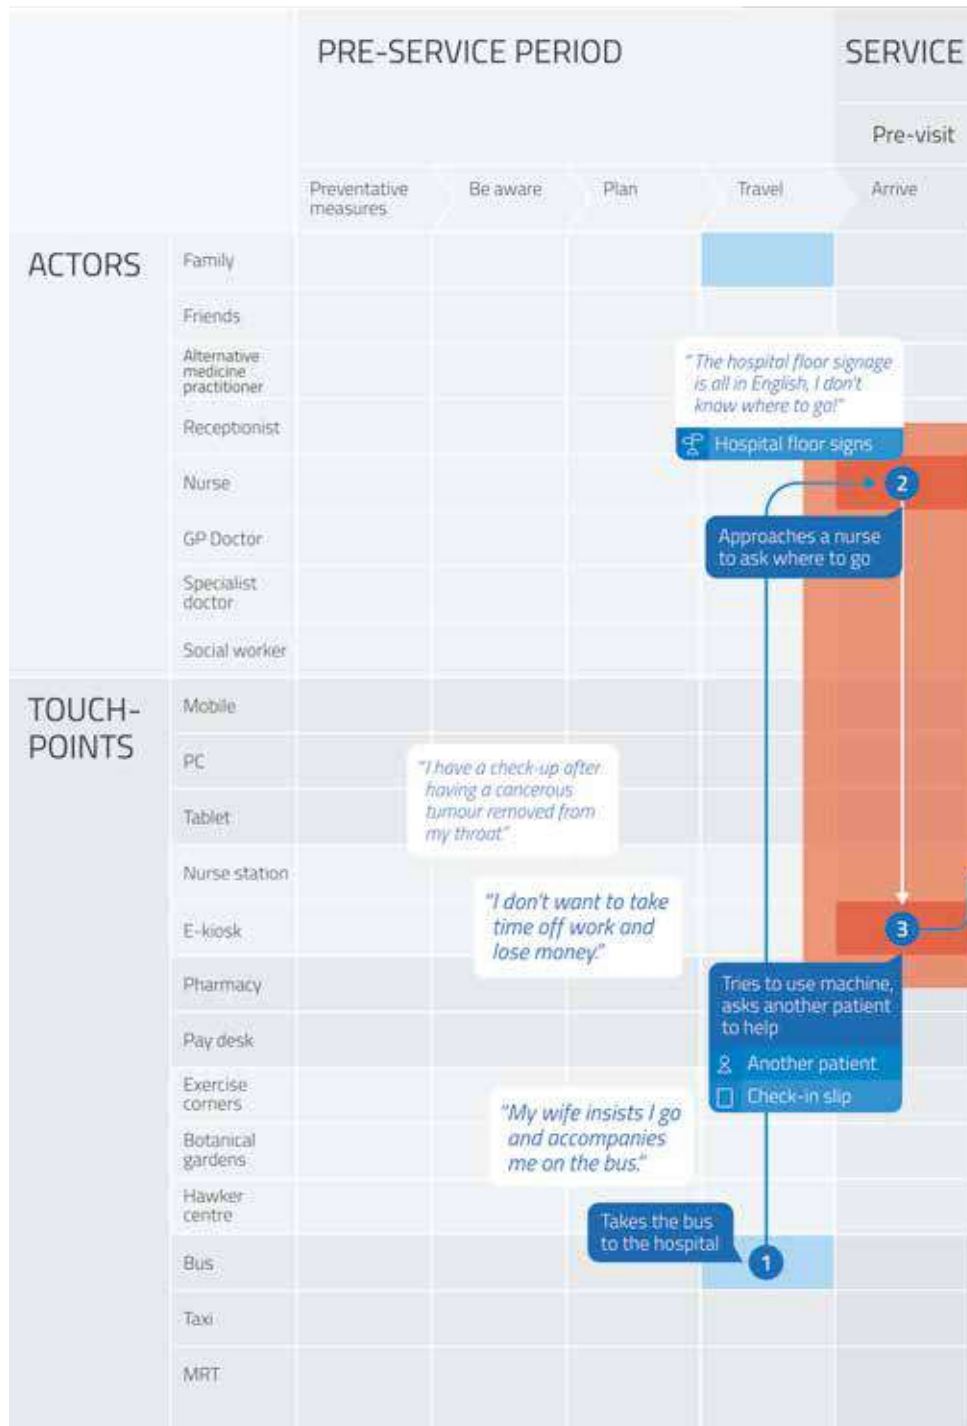 PRE-SERVICE PERIOD
SERVICE
Pre-visit
Preventative
measures
Be aware
Plan
Travel
Arrive
ACTORS
Family
Friends
Alternative
medicine
practitioner
"The hospital floor signage
is all in English, I don't
know where to go!"
Receptionist
Hospital floor signs
Nurse
2
Approaches a nurse
to ask where to go
GP Doctor
Specialist
doctor
Social worker
TOUCH-
POINTS
Mobile
PC
"I have a check-up after
having a cancerous
tumour removed from
my throat."
Tablet
Nurse station
"I don't want to take
time off work and
lose money."
E-kiosk
3
Pharmacy
Tries to use machine,
asks another patient
to help
Another patient
Check-in slip
Pay desk
Exercise
corners
"My wife insists I go
and accompanies
me on the bus."
Botanical
gardens
Hawker
centre
Takes the bus
to the hospital
Bus
1
Taxi
MRT